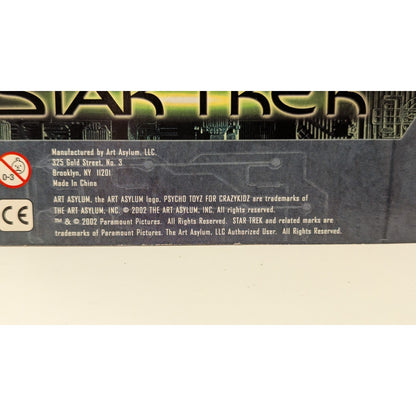 STAR TREK
Manufactured by Art Asylum, LLC.
325 Gold Street, No. 3
Brooklyn, NY 11201
Made In China
0-3
CE
ART ASYLUM, the ART ASYLUM logo, PSYCHO TOYZ FOR CRAZYKIDZ are trademarks of
THE ART ASYLUM, INC. © 2002 THE ART ASYLUM, INC. All rights reserved.
™ & © 2002 Paramount Pictures. All Rights Reserved. STAR TREK and related marks are
trademarks of Paramount Pictures. The Art Asylum, LLC Authorized User. All Rights Reserved.